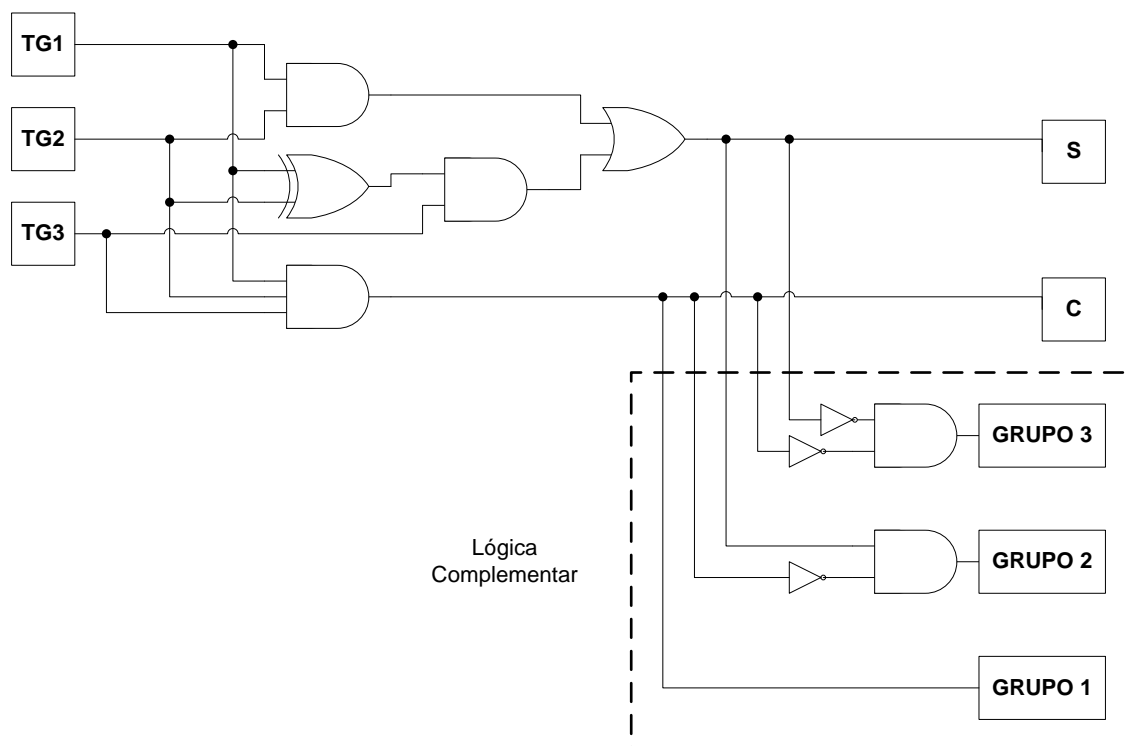 TG1
TG2
TG3
S
C
GRUPO 3
GRUPO 2
GRUPO 1
Lógica
Complementar